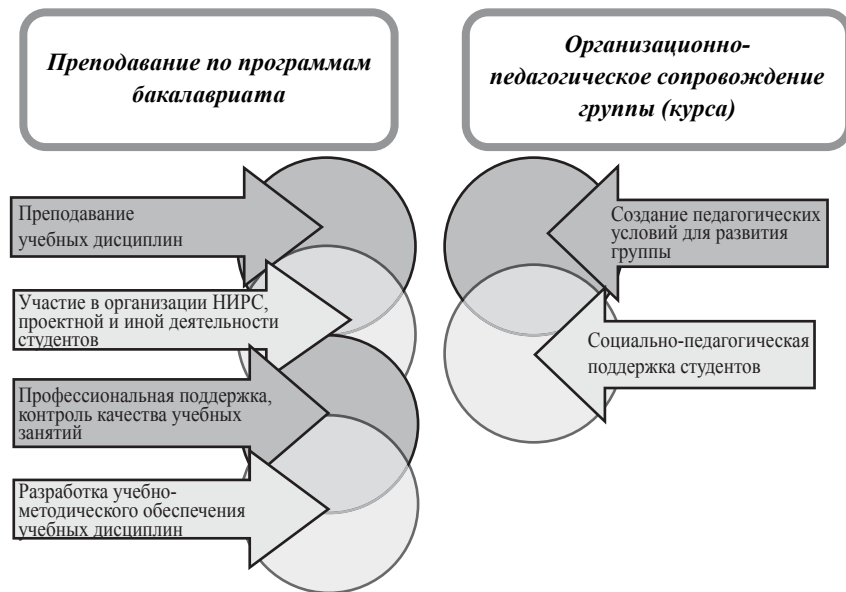 Преподавание по программам
бакалавриата
Организационно-
педагогическое сопровождение
группы (курса)
Преподавание
учебных дисциплин
Участие в организации НИРС,
проектной и иной деятельности
студентов
Профессиональная поддержка,
контроль качества учебных
занятий
Разработка учебно-
методического обеспечения
учебных дисциплин
Создание педагогических
условий для развития
группы
Социально-педагогическая
поддержка студентов